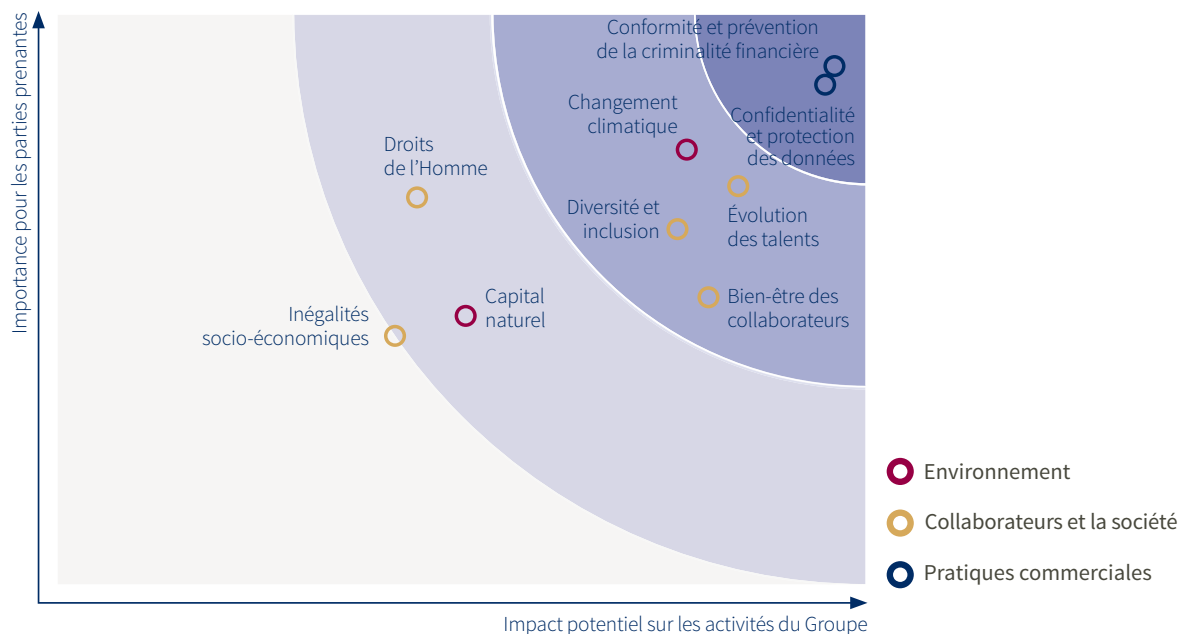 Importance pour les parties prenantes
Conformité et prévention
de la criminalité financière
Changement
climatique
Confidentialité
et protection
des données
Droits
de l’Homme
Diversité et
inclusion
Évolution
des talents
Bien-être des
collaborateurs
Capital
naturel
Inégalités
socio-économiques
Environnement
Collaborateurs et la société
Pratiques commerciales
Impact potentiel sur les activités du Groupe